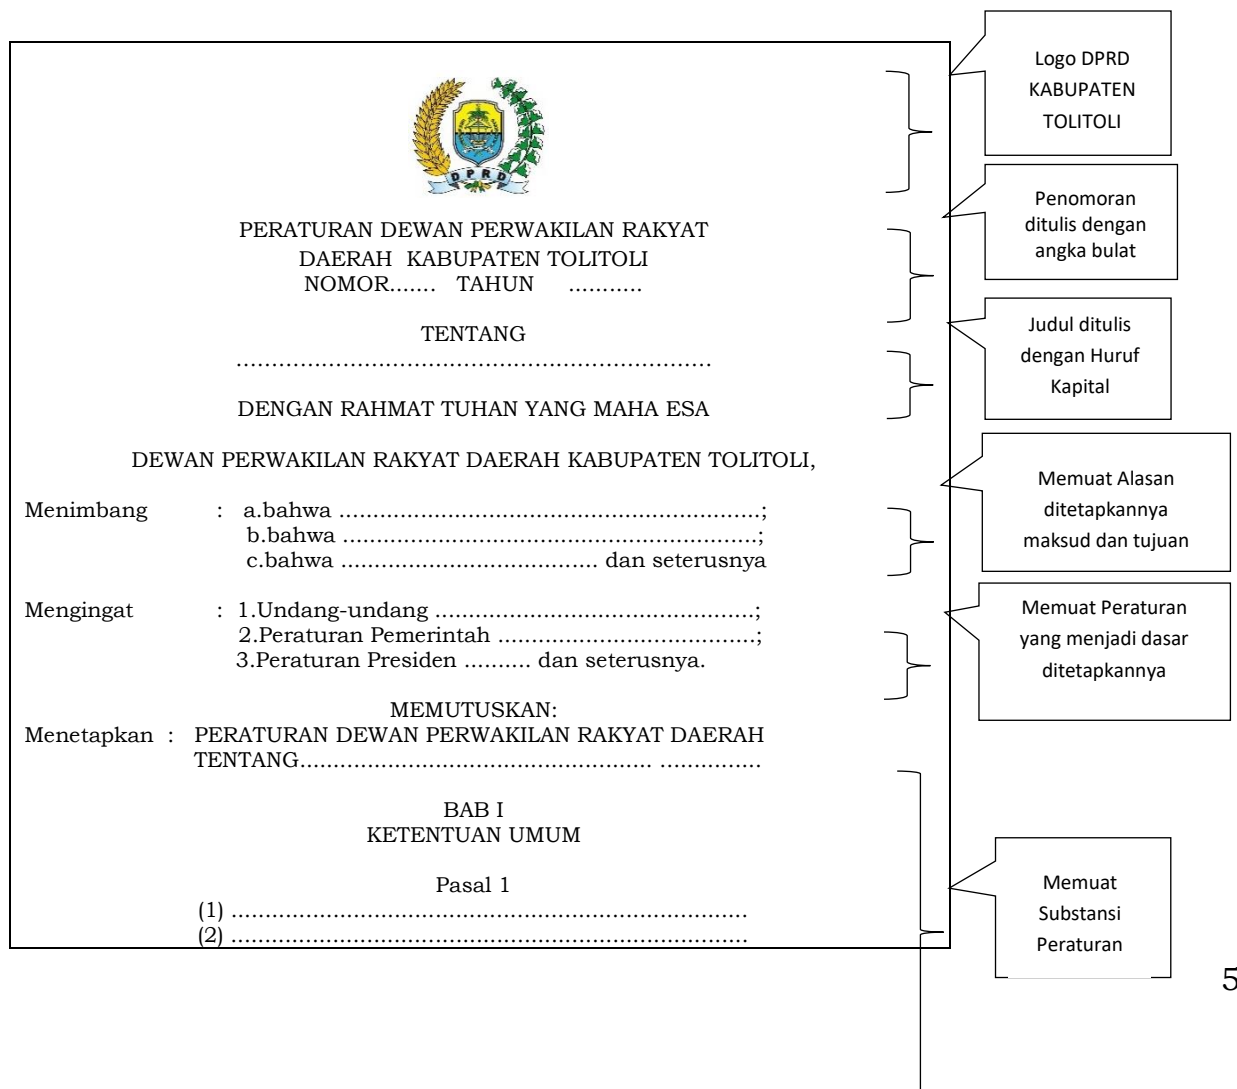 Logo DPRD
KABUPATEN
TOLITOLI
DPRD
Penomoran
ditulis dengan
angka bulat
PERATURAN DEWAN PERWAKILAN RAKYAT
DAERAH KABUPATEN TOLITOLI
NOMOR....... TAHUN ...........
Judul ditulis
dengan Huruf
Kapital
TENTANG
..................................................................
DENGAN RAHMAT TUHAN YANG MAHA ESA
DEWAN PERWAKILAN RAKYAT DAERAH KABUPATEN TOLITOLI,
Memuat Alasan
ditetapkannya
maksud dan tujuan
Menimbang : a.bahwa ..............................................................;
b.bahwa .............................................................;
c.bahwa ...................................... dan seterusnya
Mengingat : 1.Undang-undang ...............................................;
2.Peraturan Pemerintah ......................................;
3.Peraturan Presiden .......... dan seterusnya.
Memuat Peraturan
yang menjadi dasar
ditetapkannya
MEMUTUSKAN:
Menetapkan : PERATURAN DEWAN PERWAKILAN RAKYAT DAERAH
TENTANG.................................................... ...............
BAB I
KETENTUAN UMUM
Pasal 1
(1) ............................................................................
(2) ............................................................................
Memuat
Substansi
Peraturan
5